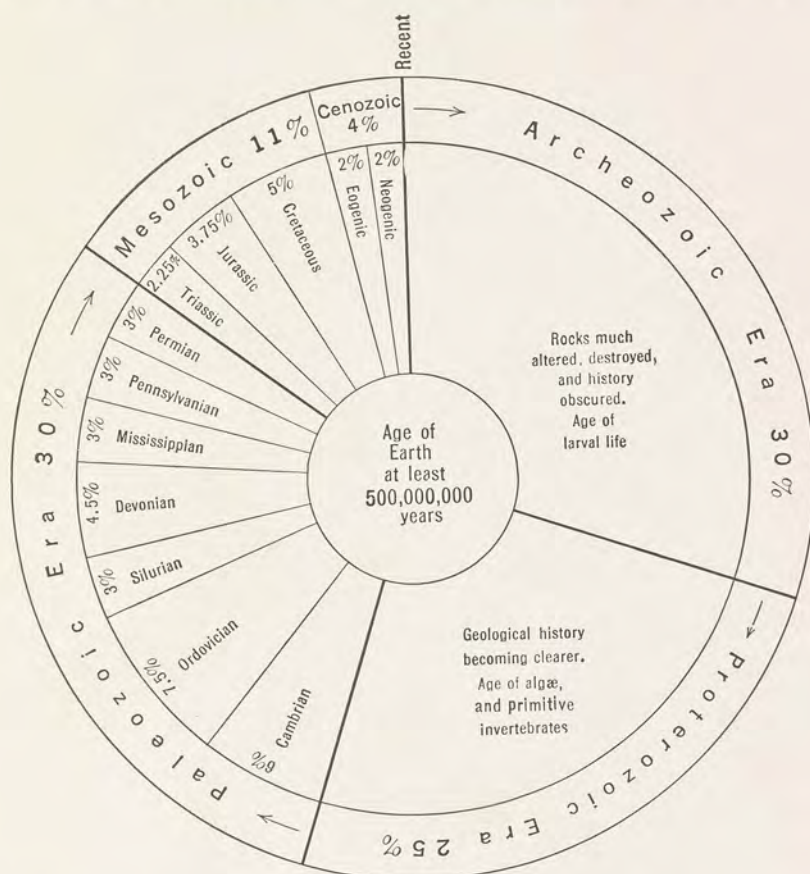 Recent
Archeozoic Era 30%
Rocks much
altered, destroyed,
and history
obscured.
Age of
larval life
Proterozoic Era 25%
Geological history
becoming clearer.
Age of algæ,
and primitive
invertebrates
Paleozoic Era 30%
6%
Cambrian
7.5%
Ordovician
3%
Silurian
4.5%
Devonian
3%
Mississippian
3%
Pennsylvanian
3%
Permian
Mesozoic 11%
2.25%
Triassic
3.75%
Jurassic
5%
Cretaceous
Cenozoic
4%
2%
Eogenic
2%
Neogenic
Age of
Earth
at least
500,000,000
years